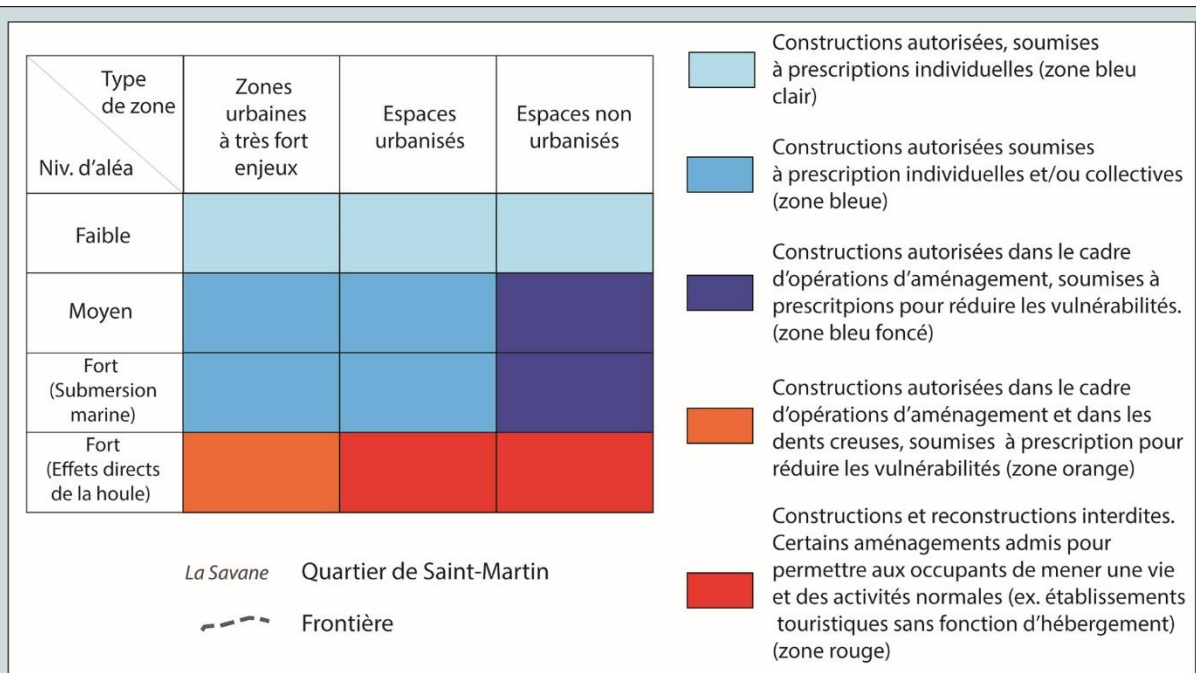 Type
de zone
Niv. d'aléa
Zones
urbaines
à très fort
enjeux
Espaces
urbanisés
Espaces non
urbanisés
Faible
Moyen
Fort
(Submersion
marine)
Fort
(Effets directs
de la houle)
La Savane Quartier de Saint-Martin
Frontière
Constructions autorisées, soumises
à prescriptions individuelles (zone bleu
clair)
Constructions autorisées soumises
à prescription individuelles et/ou collectives
(zone bleue)
Constructions autorisées dans le cadre
d'opérations d'aménagement, soumises à
prescritpions pour réduire les vulnérabilités.
(zone bleu foncé)
Constructions autorisées dans le cadre
d'opérations d'aménagement et dans les
dents creuses, soumises à prescription pour
réduire les vulnérabilités (zone orange)
Constructions et reconstructions interdites.
Certains aménagements admis pour
permettre aux occupants de mener une vie
et des activités normales (ex. établissements
touristiques sans fonction d'hébergement)
(zone rouge)